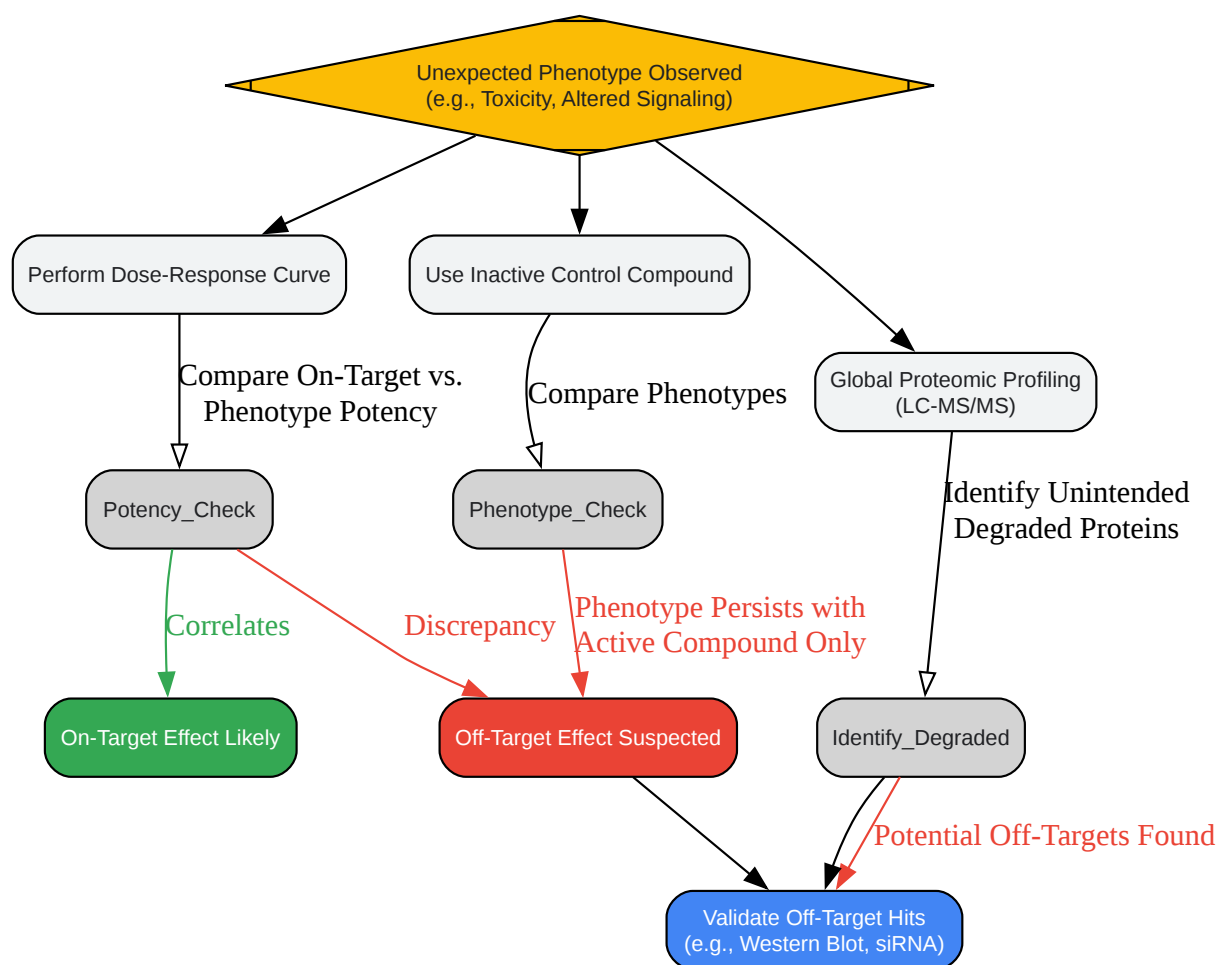 Unexpected Phenotype Observed
(e.g., Toxicity, Altered Signaling)
Perform Dose-Response Curve
Use Inactive Control Compound
Global Proteomic Profiling
(LC-MS/MS)
Compare On-Target vs.
Phenotype Potency
Compare Phenotypes
Identify Unintended
Degraded Proteins
Potency_Check
Phenotype_Check
Correlates
Discrepancy
Phenotype Persists with
Active Compound Only
On-Target Effect Likely
Off-Target Effect Suspected
Identify_Degraded
Potential Off-Targets Found
Validate Off-Target Hits
(e.g., Western Blot, siRNA)